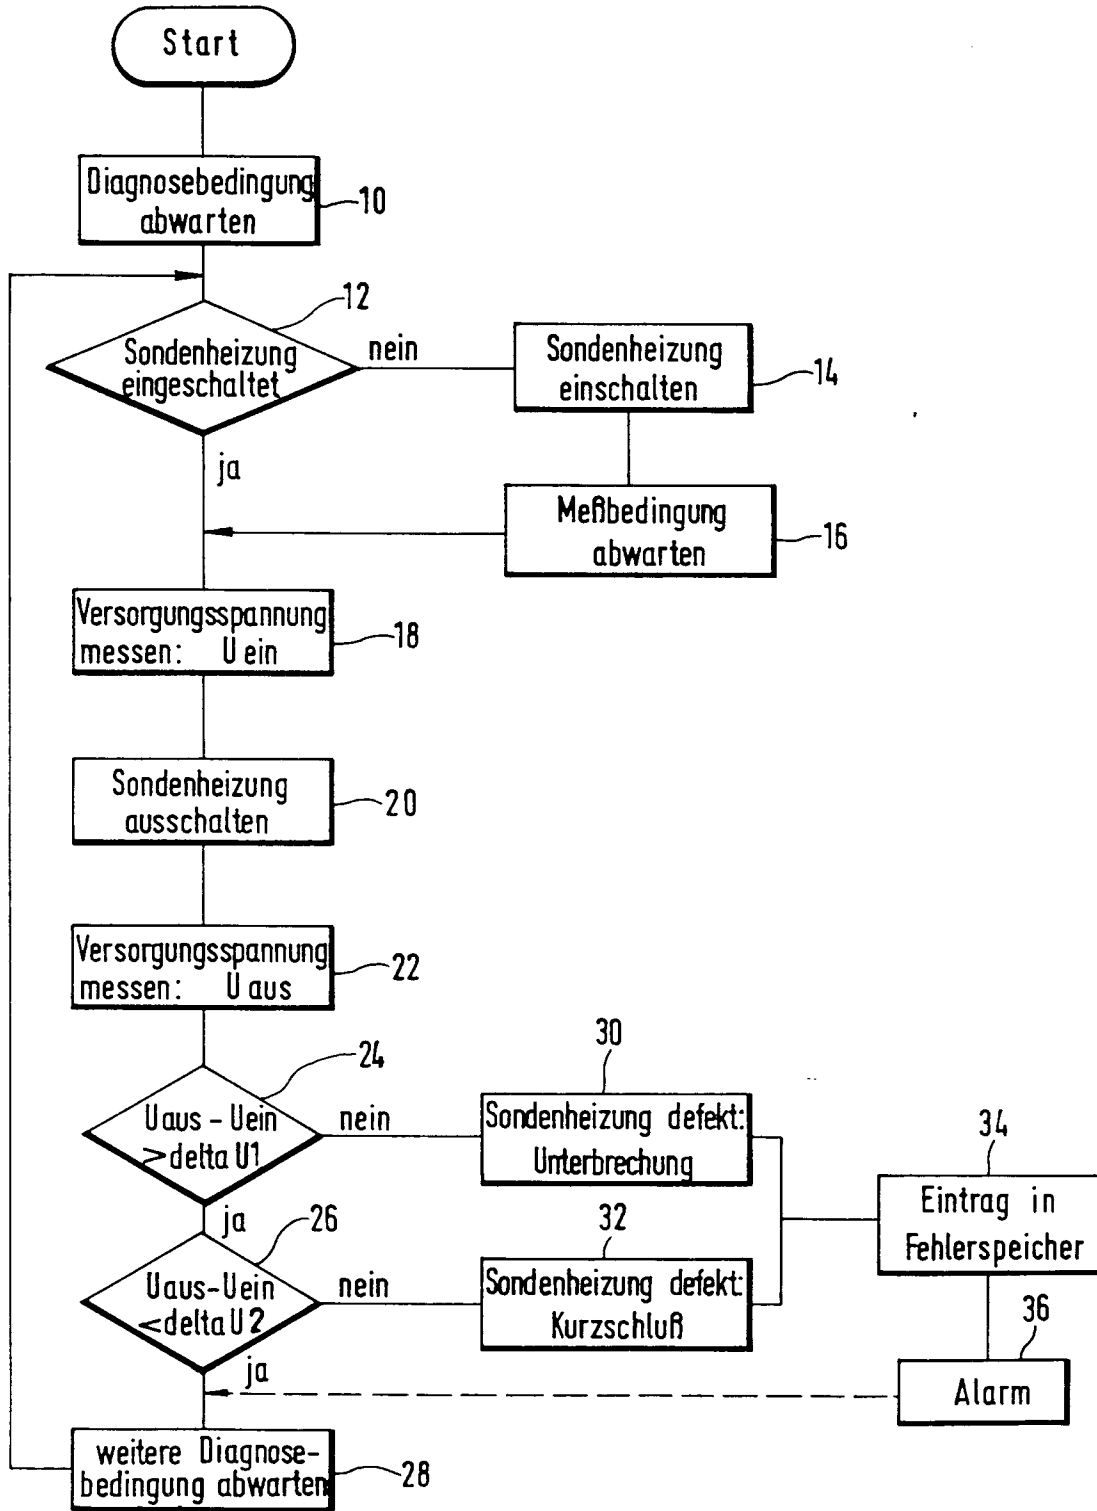 Start
Diagnosebedingung
abwarten
10
12
Sondenheizung
eingeschaltet
nein
ja
Sondenheizung
einschalten
14
Meßbedingung
abwarten
16
Versorgungsspannung
messen: U ein
18
Sondenheizung
ausschalten
20
Versorgungsspannung
messen: U aus
22
24
Uaus - Uein
> delta U1
nein
ja
30
Sondenheizung defekt:
Unterbrechung
26
Uaus-Uein
< delta U2
nein
ja
32
Sondenheizung defekt:
Kurzschluß
34
Eintrag in
Fehlerspeicher
36
Alarm
weitere Diagnose-
bedingung abwarten
28